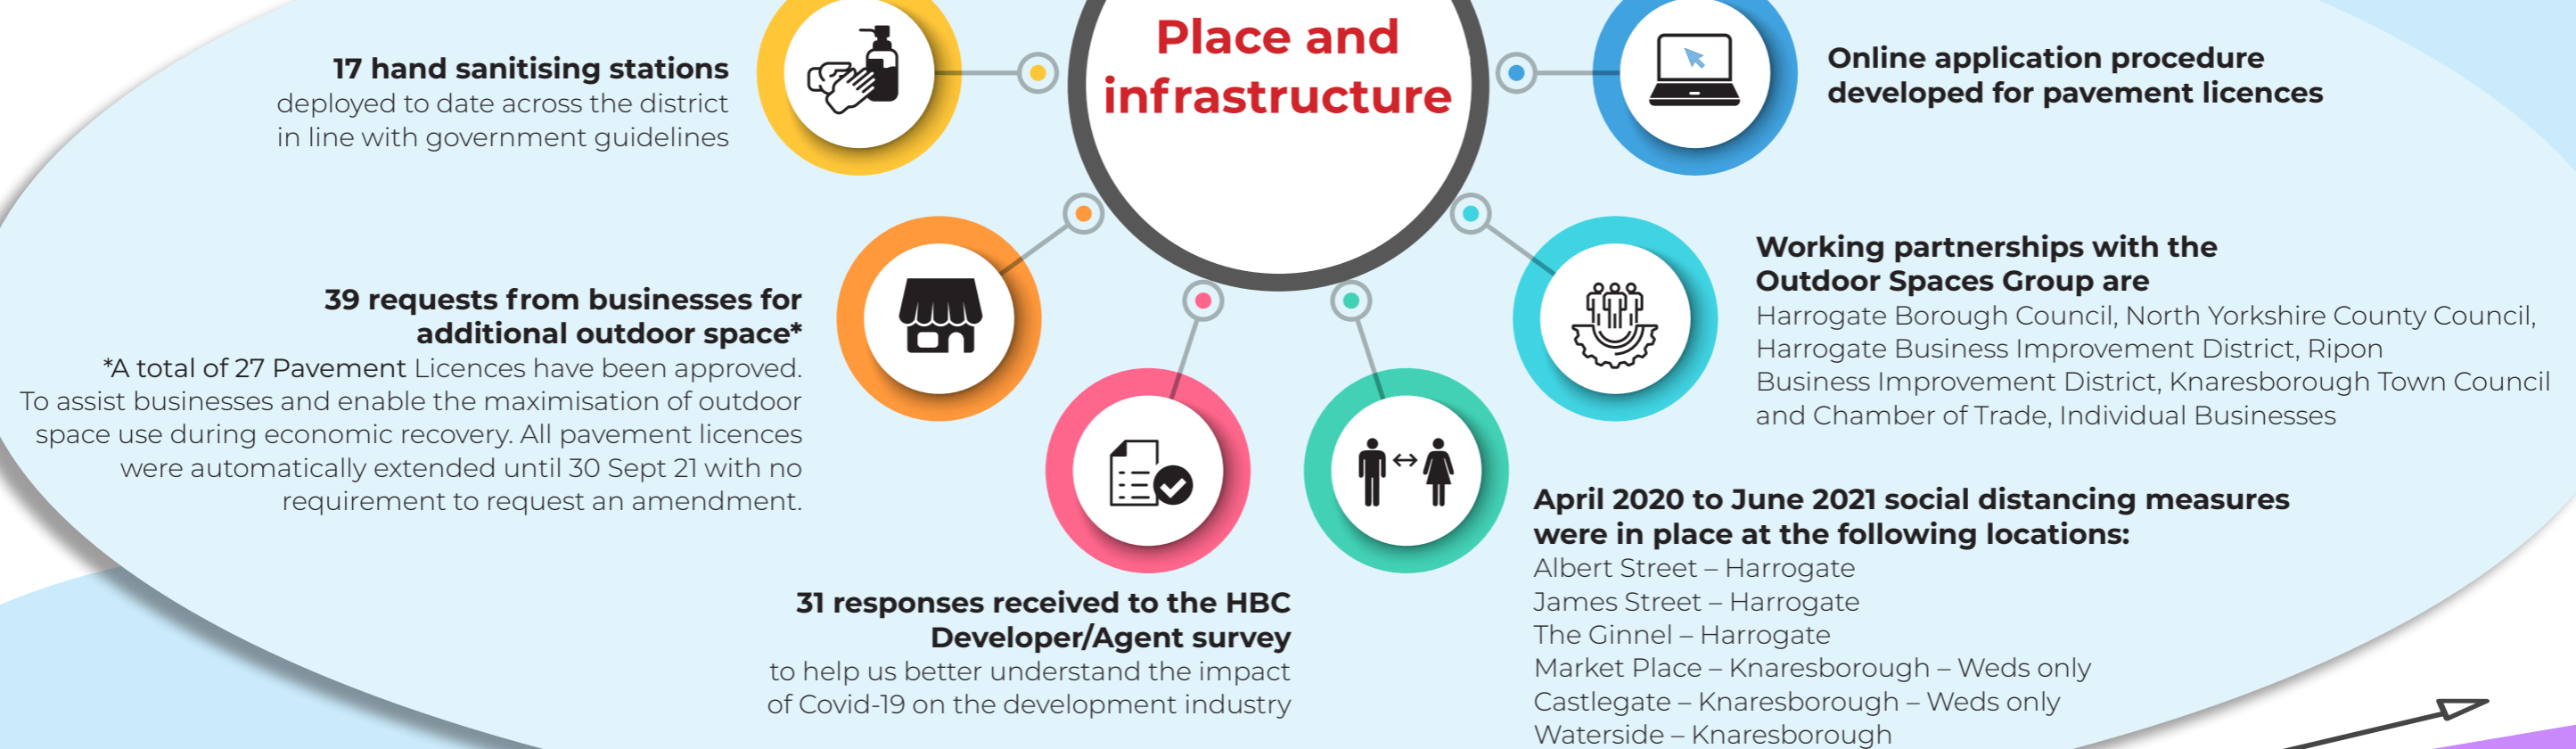 Place and
infrastructure
17 hand sanitising stations
deployed to date across the district
in line with government guidelines
39 requests from businesses for
additional outdoor space*
*A total of 27 Pavement Licences have been approved.
To assist businesses and enable the maximisation of outdoor
space use during economic recovery. All pavement licences
were automatically extended until 30 Sept 21 with no
requirement to request an amendment.
31 responses received to the HBC
Developer/Agent survey
to help us better understand the impact
of Covid-19 on the development industry
Online application procedure
developed for pavement licences
Working partnerships with the
Outdoor Spaces Group are
Harrogate Borough Council, North Yorkshire County Council,
Harrogate Business Improvement District, Ripon
Business Improvement District, Knaresborough Town Council
and Chamber of Trade, Individual Businesses
April 2020 to June 2021 social distancing measures
were in place at the following locations:
Albert Street – Harrogate
James Street – Harrogate
The Ginnel – Harrogate
Market Place – Knaresborough – Weds only
Castlegate – Knaresborough – Weds only
Waterside – Knaresborough